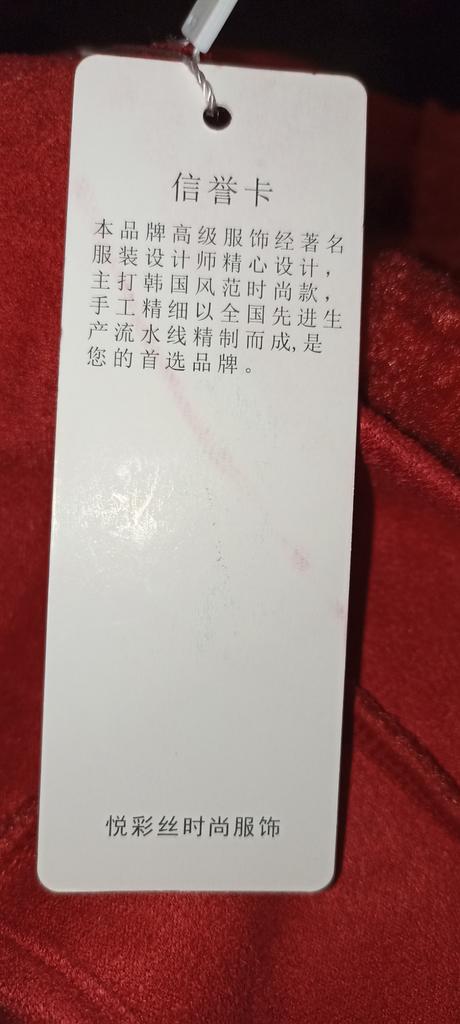 信誉卡
本品牌高级服饰经著名
服装设计师精心设计，
主打韩国风范时尚款，
手工精细以全国先进生
产流水线精制而成,是
您的首选品牌。
悦彩丝时尚服饰